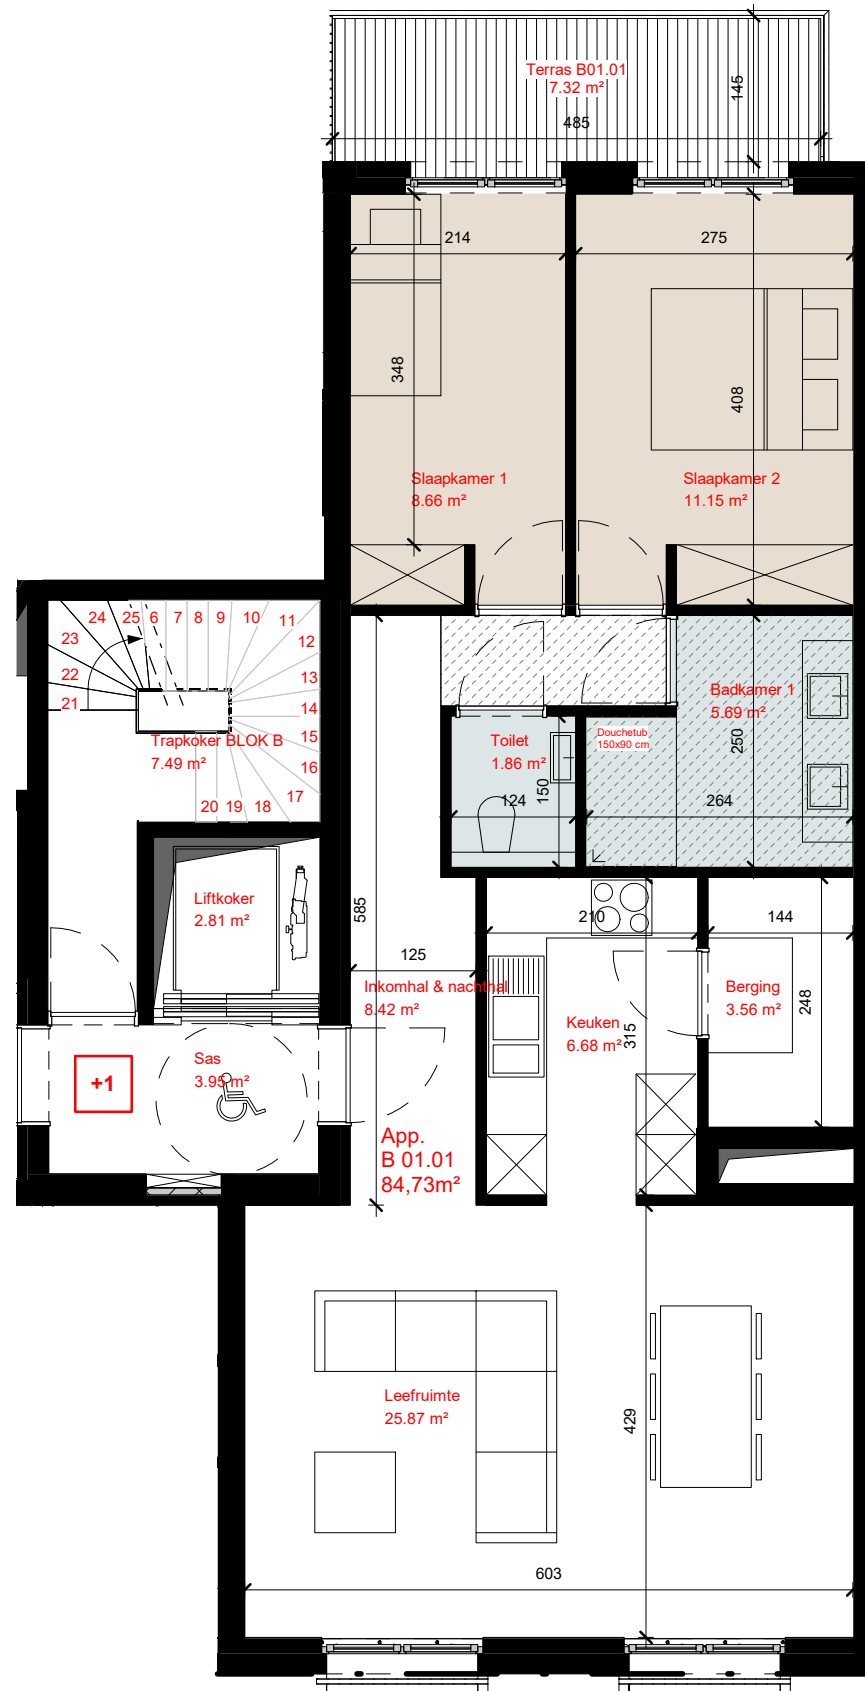 Terras B01.01
7.32 m²
145
485
214
275
348
408
Slaapkamer 1
8.66 m²
Slaapkamer 2
11.15 m²
24
25
6
7
8
9
10
11
12
13
14
15
16
17
18
19
20
21
22
23
Trapkoker BLOK B
7.49 m²
Badkamer 1
5.69 m²
Douchetub
150x90 cm
250
264
Toilet
1.86 m²
150
124
Liftkoker
2.81 m²
585
125
210
144
Inkomhal & nachthal
8.42 m²
Keuken
6.68 m²
315
Berging
3.56 m²
248
Sas
3.95 m²
+1
App.
B 01.01
84,73m²
Leefruimte
25.87 m²
429
603